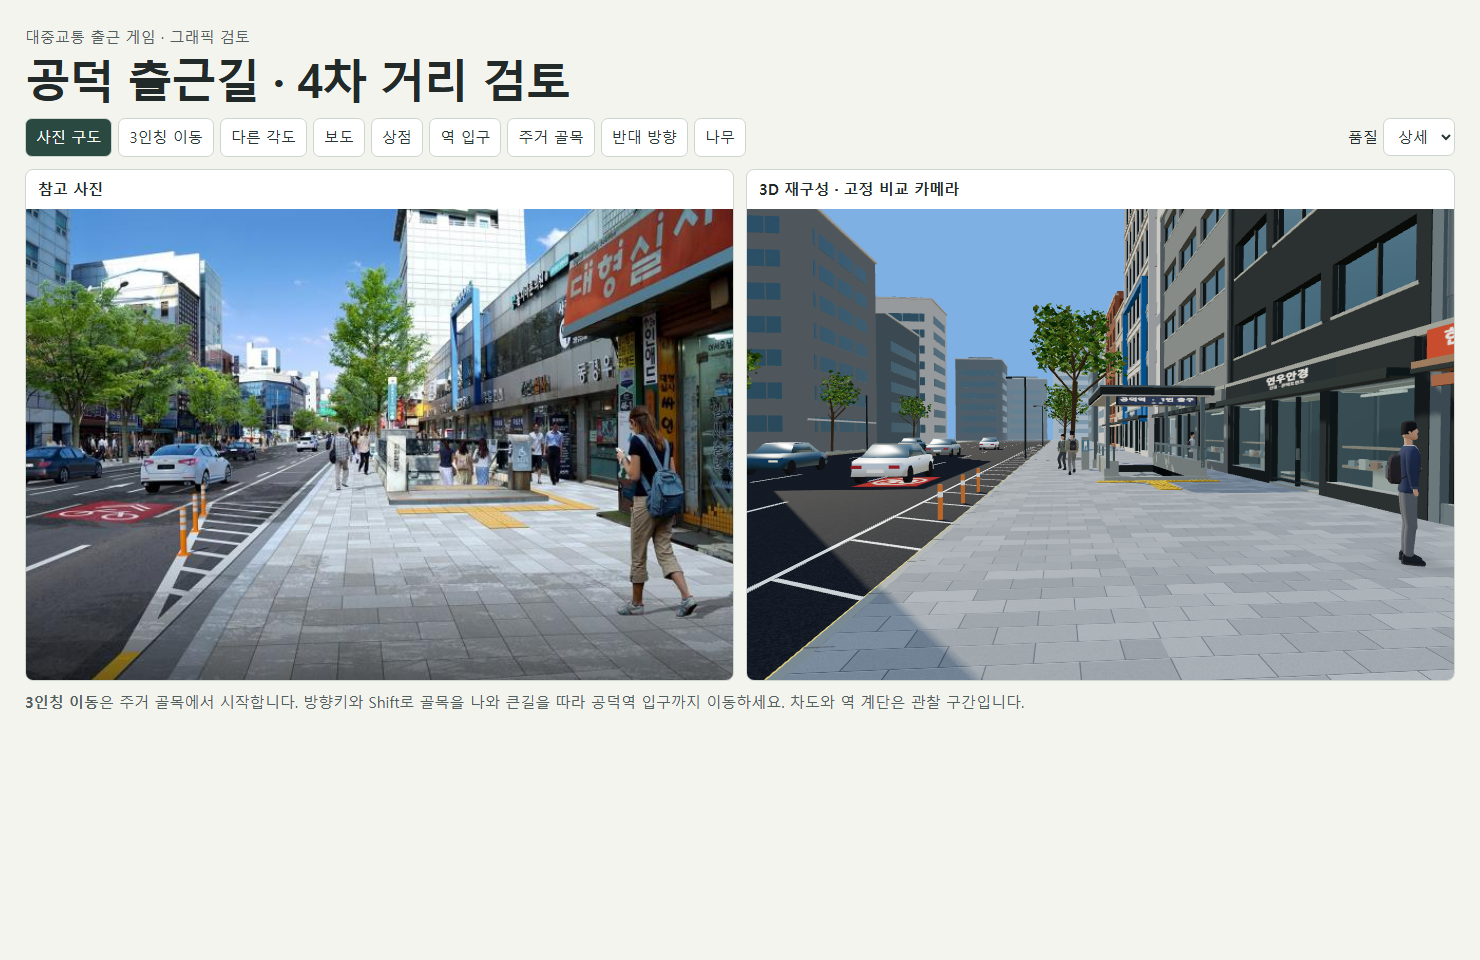 대중교통 출근 게임 · 그래픽 검토
공덕 출근길 · 4차 거리 검토
사진 구도
3인칭 이동
다른 각도
보도
상점
역 입구
주거 골목
반대 방향
나무
품질
상세
참고 사진
3D 재구성 · 고정 비교 카메라
대형실사
연우안경
3인칭 이동은 주거 골목에서 시작합니다. 방향키와 Shift로 골목을 나와 큰길을 따라 공덕역 입구까지 이동하세요. 차도와 역 계단은 관찰 구간입니다.